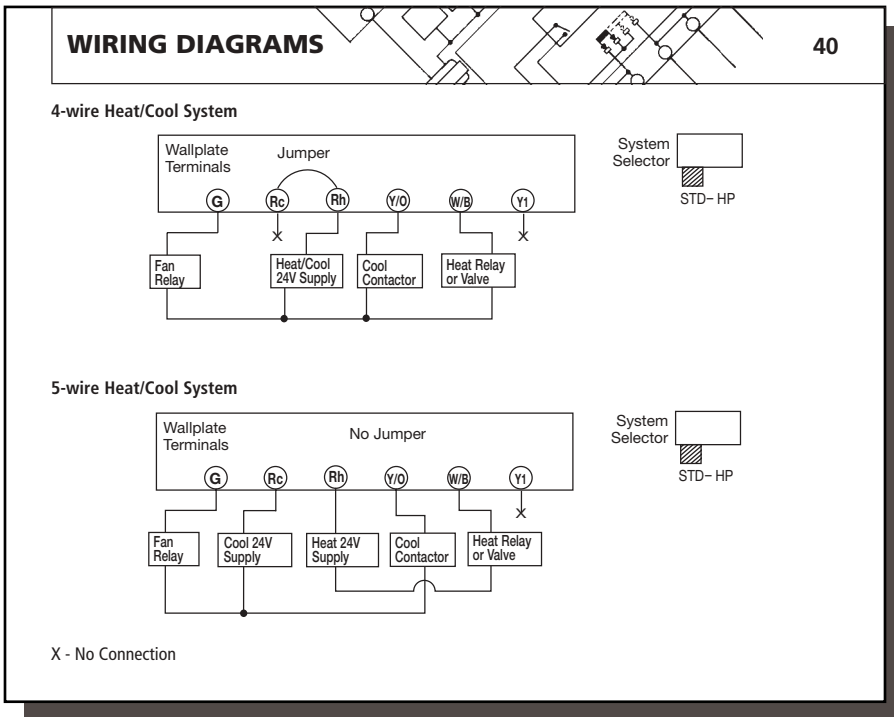 WIRING DIAGRAMS
40
4-wire Heat/Cool System
Wallplate
Terminals
Jumper
G
Rc
Rh
Y/O
W/B
Y1
X
X
Fan
Relay
Heat/Cool
24V Supply
Cool
Contactor
Heat Relay
or Valve
System
Selector
STD– HP
5-wire Heat/Cool System
Wallplate
Terminals
No Jumper
G
Rc
Rh
Y/O
W/B
Y1
X
Fan
Relay
Cool 24V
Supply
Heat 24V
Supply
Cool
Contactor
Heat Relay
or Valve
System
Selector
STD– HP
X - No Connection